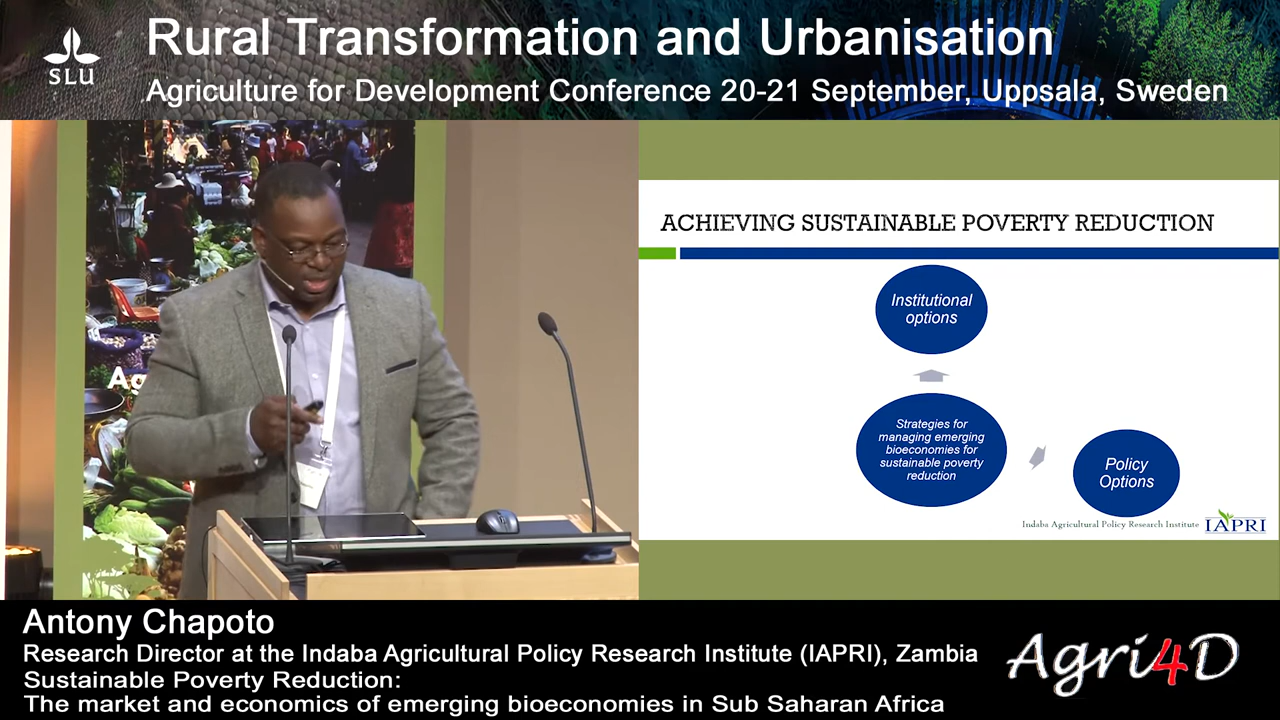 SLU
Rural Transformation and Urbanisation
Agriculture for Development Conference 20-21 September, Uppsala, Sweden
ACHIEVING SUSTAINABLE POVERTY REDUCTION
Institutional
options
Strategies for
managing emerging
bioeconomies for
sustainable poverty
reduction
Policy
Options
Indaba Agricultural Policy Research Institute IAPRI
Antony Chapoto
Research Director at the Indaba Agricultural Policy Research Institute (IAPRI), Zambia
Sustainable Poverty Reduction:
The market and economics of emerging bioeconomies in Sub Saharan Africa
Agri4D